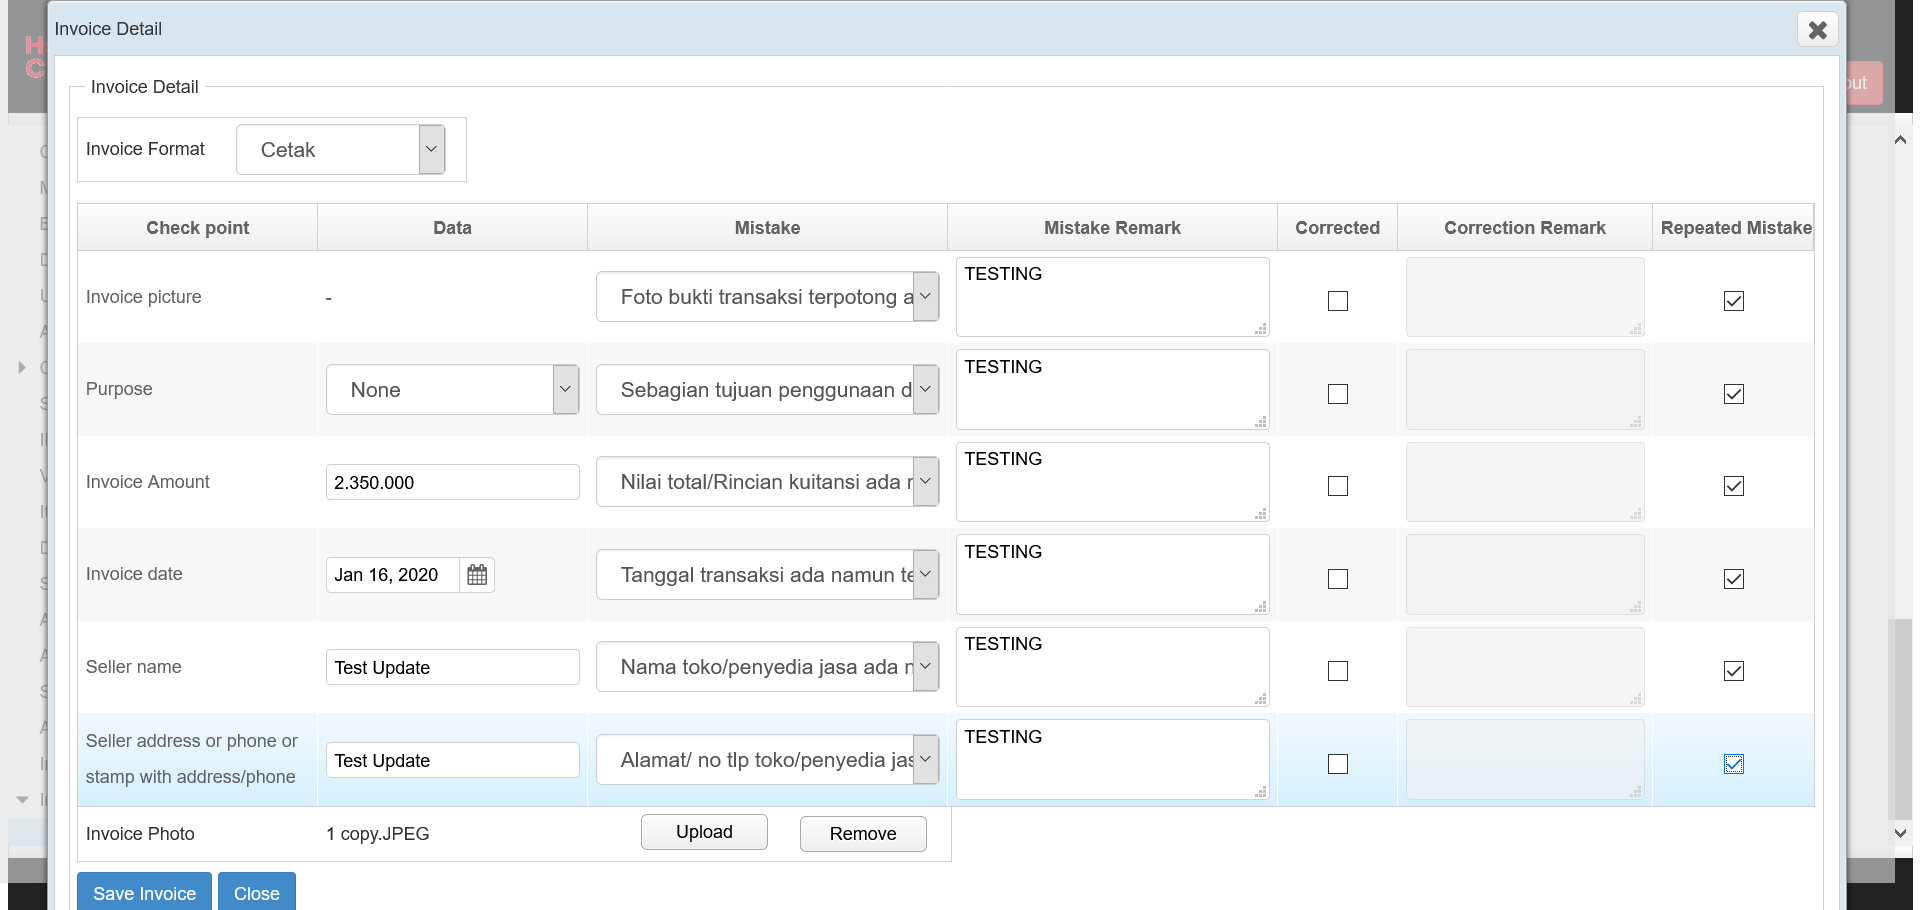 Invoice Detail
Invoice Detail
Invoice Format Cetak
Check point Data Mistake Mistake Remark Corrected Correction Remark Repeated Mistake
Invoice picture - Foto bukti transaksi terpotong a TESTING
Purpose None Sebagian tujuan penggunaan d TESTING
Invoice Amount 2.350.000 Nilai total/Rincian kuitansi ada TESTING
Invoice date Jan 16, 2020 Tanggal transaksi ada namun te TESTING
Seller name Test Update Nama toko/penyedia jasa ada TESTING
Seller address or phone or
stamp with address/phone Test Update Alamat/ no tlp toko/penyedia jas TESTING
Invoice Photo 1 copy.JPEG Upload Remove
Save Invoice Close